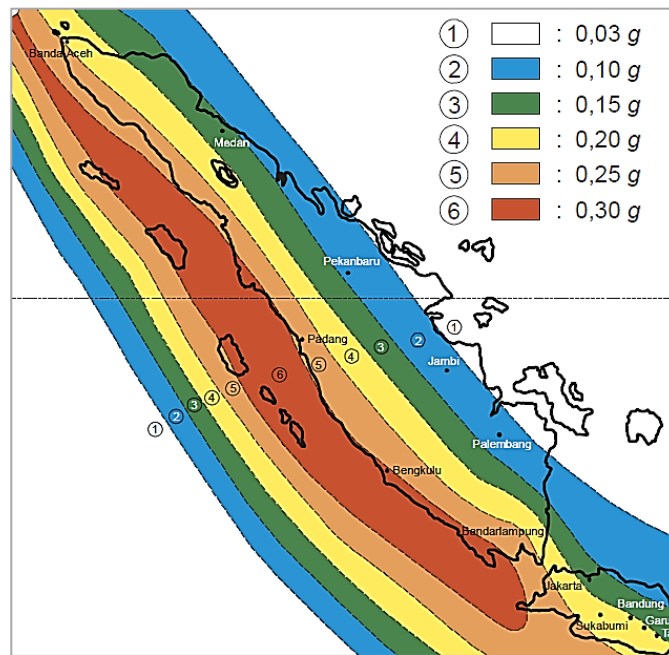 ① : 0,03 g
② : 0,10 g
③ : 0,15 g
④ : 0,20 g
⑤ : 0,25 g
⑥ : 0,30 g
Banda Aceh
Medan
Pekanbaru
①
②
③
Padang
④
⑤
Jambi
⑥
⑤
④
③
②
①
Palembang
Bengkulu
Bandarlampung
Jakarta
Bandung
Sukabumi
Garu
Ta